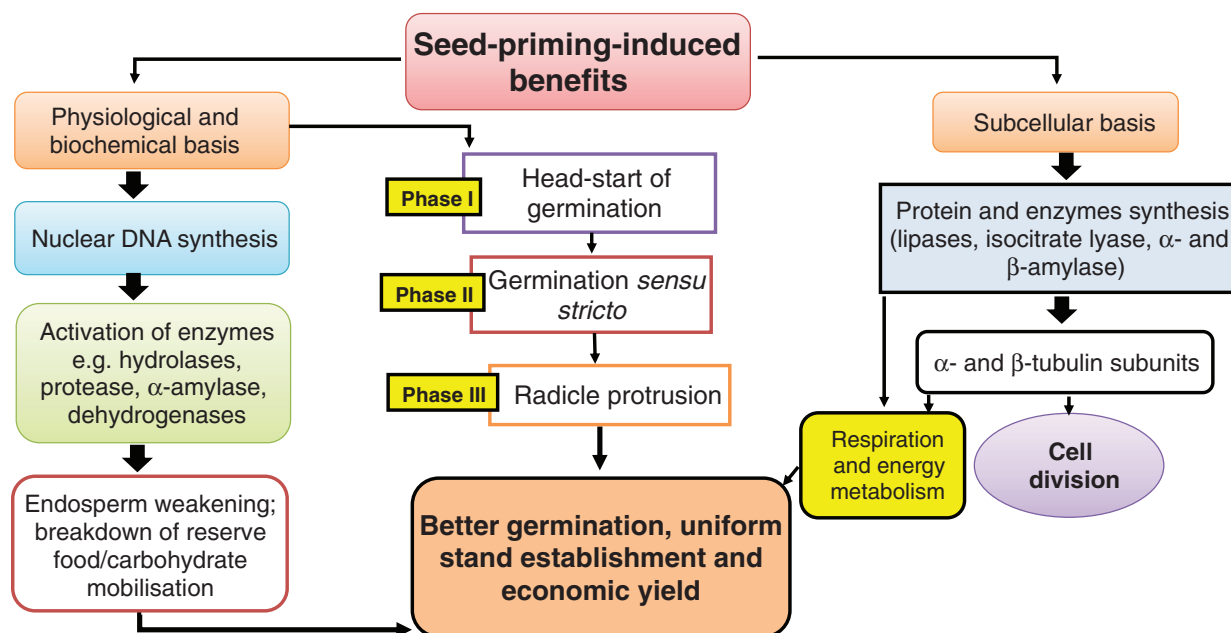 Seed-priming-induced
benefits
Physiological and
biochemical basis
Nuclear DNA synthesis
Activation of enzymes
e.g. hydrolases,
protease, α-amylase,
dehydrogenases
Endosperm weakening;
breakdown of reserve
food/carbohydrate
mobilisation
Phase I
Head-start of
germination
Phase II
Germination sensu
stricto
Phase III
Radicle protrusion
Better germination, uniform
stand establishment and
economic yield
Subcellular basis
Protein and enzymes synthesis
(lipases, isocitrate lyase, α- and
β-amylase)
α- and β-tubulin subunits
Respiration
and energy
metabolism
Cell
division